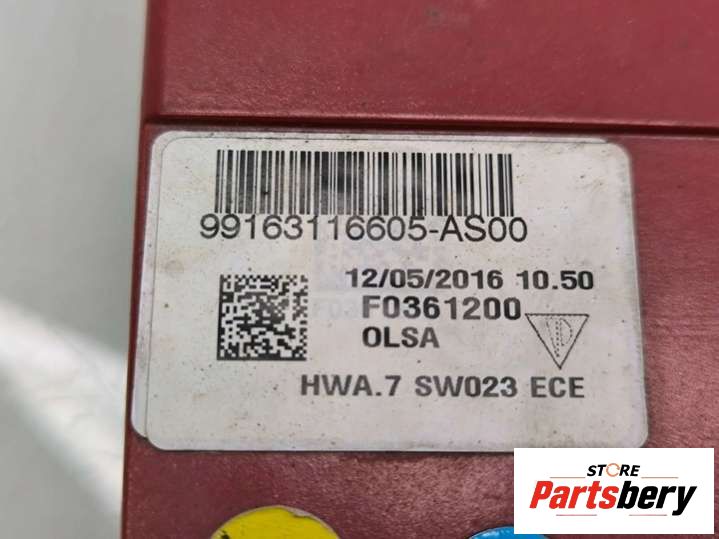 99163116605-AS00
12/05/2016 10.50
F0361200
OLSA
HWA.7 SW023 ECE
STORE
Partsbery